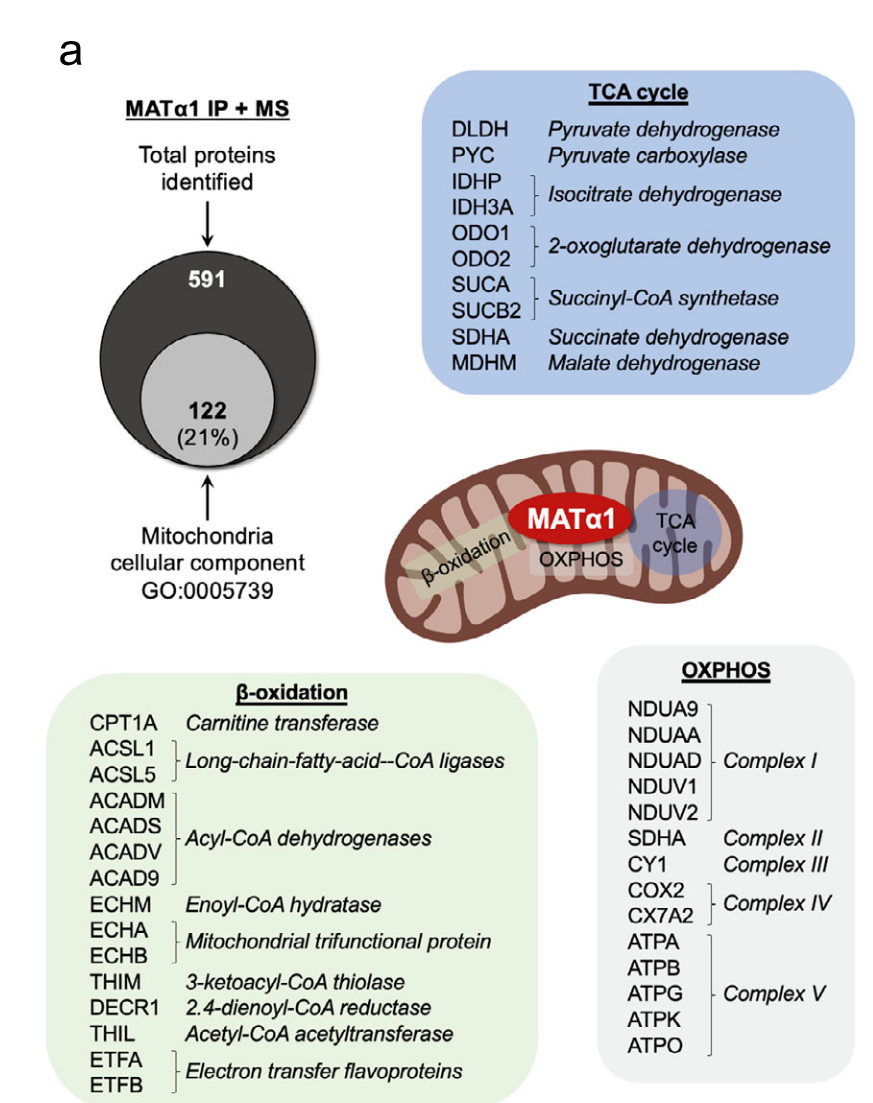 a
MATα1 IP + MS
Total proteins
identified
591
122
(21%)
Mitochondria
cellular component
GO:0005739
TCA cycle
DLDH Pyruvate dehydrogenase
PYC Pyruvate carboxylase
IDHP
IDH3A
Isocitrate dehydrogenase
ODO1
ODO2
2-oxoglutarate dehydrogenase
SUCA
SUCB2
Succinyl-CoA synthetase
SDHA Succinate dehydrogenase
MDHM Malate dehydrogenase
β-oxidation
MATα1
OXPHOS
TCA
cycle
β-oxidation
CPT1A Carnitine transferase
ACSL1
ACSL5
Long-chain-fatty-acid--CoA ligases
ACADM
ACADS
ACADV
ACAD9
Acyl-CoA dehydrogenases
ECHM Enoyl-CoA hydratase
ECHA
ECHB
Mitochondrial trifunctional protein
THIM 3-ketoacyl-CoA thiolase
DECR1 2.4-dienoyl-CoA reductase
THIL Acetyl-CoA acetyltransferase
ETFA
ETFB
Electron transfer flavoproteins
OXPHOS
NDUA9
NDUAA
NDUAD
NDUV1
NDUV2
Complex I
SDHA Complex II
CY1 Complex III
COX2
CX7A2
Complex IV
ATPA
ATPB
ATPG
ATPK
ATPO
Complex V